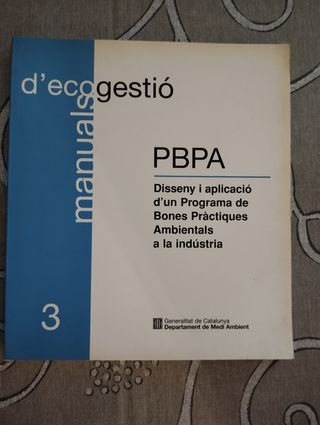 manuals
d'ecogestió
PBPA
Disseny i aplicació
d'un Programa de
Bones Pràctiques
Ambientals
a la indústria
3
Generalitat de Catalunya
Departament de Medi Ambient